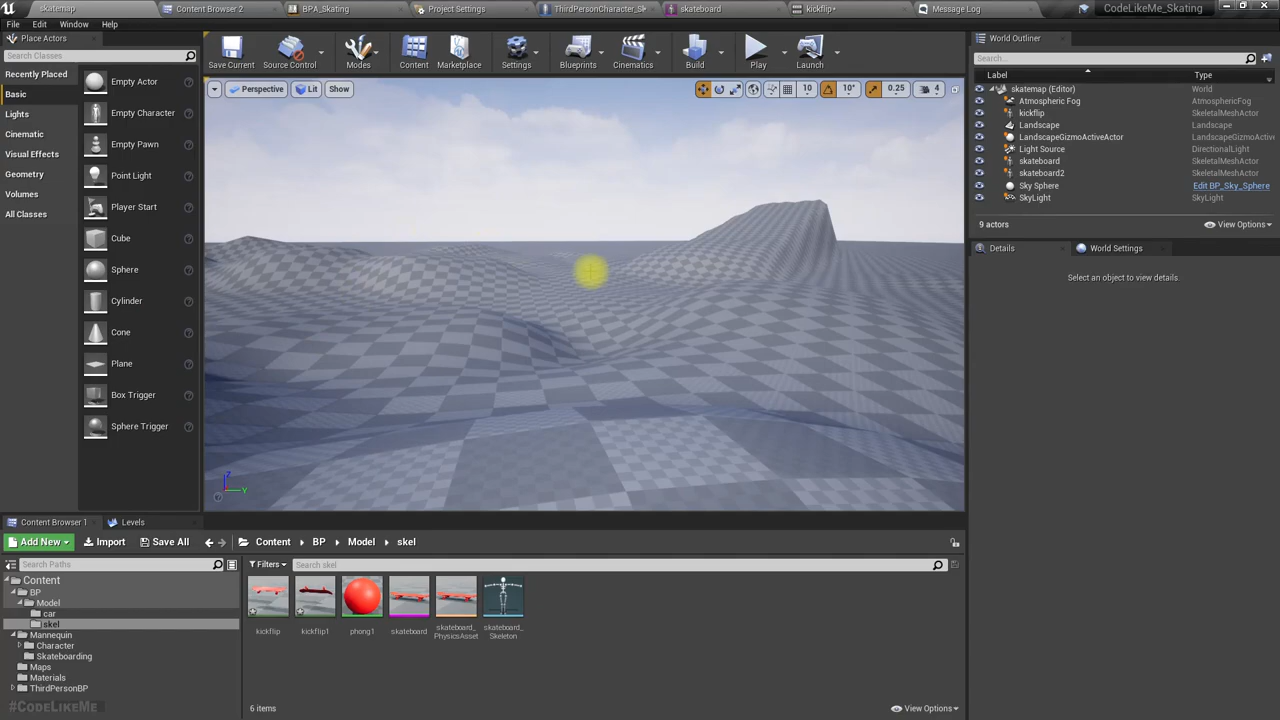 skatemap
Content Browser 2
BPA_Skating
Project Settings
ThirdPersonCharacter_Sk
skateboard
kickflip*
Message Log
CodeLikeMe_Skating
File
Edit
Window
Help
Place Actors
Search Classes
Recently Placed
Basic
Lights
Cinematic
Visual Effects
Geometry
Volumes
All Classes
Empty Actor
Empty Character
Empty Pawn
Point Light
Player Start
Cube
Sphere
Cylinder
Cone
Plane
Box Trigger
Sphere Trigger
Save Current
Source Control
Modes
Content
Marketplace
Settings
Blueprints
Cinematics
Build
Play
Launch
Perspective
Lit
Show
10
10°
0.25
4
Z
Y
World Outliner
Search...
Label
Type
skatemap (Editor)
World
Atmospheric Fog
AtmosphericFog
kickflip
SkeletalMeshActor
Landscape
Landscape
LandscapeGizmoActiveActor
LandscapeGizmoActiv
Light Source
DirectionalLight
skateboard
SkeletalMeshActor
skateboard2
SkeletalMeshActor
Sky Sphere
Edit BP_Sky_Sphere
SkyLight
SkyLight
9 actors
View Options
Details
World Settings
Select an object to view details.
Content Browser 1
Levels
Add New
Import
Save All
Content
BP
Model
skel
Search Paths
Filters
Search skel
Content
BP
Model
car
skel
Mannequin
Character
Skateboarding
Maps
Materials
ThirdPersonBP
kickflip
kickflip1
phong1
skateboard
skateboard_
PhysicsAsset
skateboard_
Skeleton
6 items
View Options
#CodeLikeMe